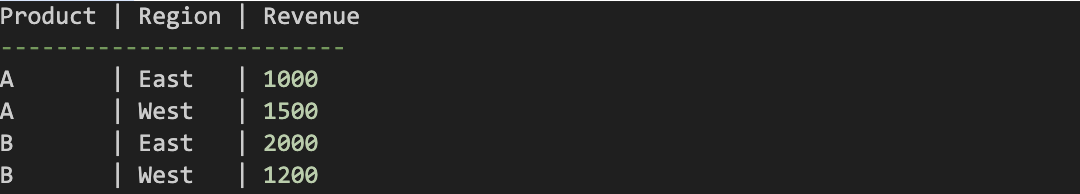 Product | Region | Revenue
-------------------------
A       | East   | 1000
A       | West   | 1500
B       | East   | 2000
B       | West   | 1200